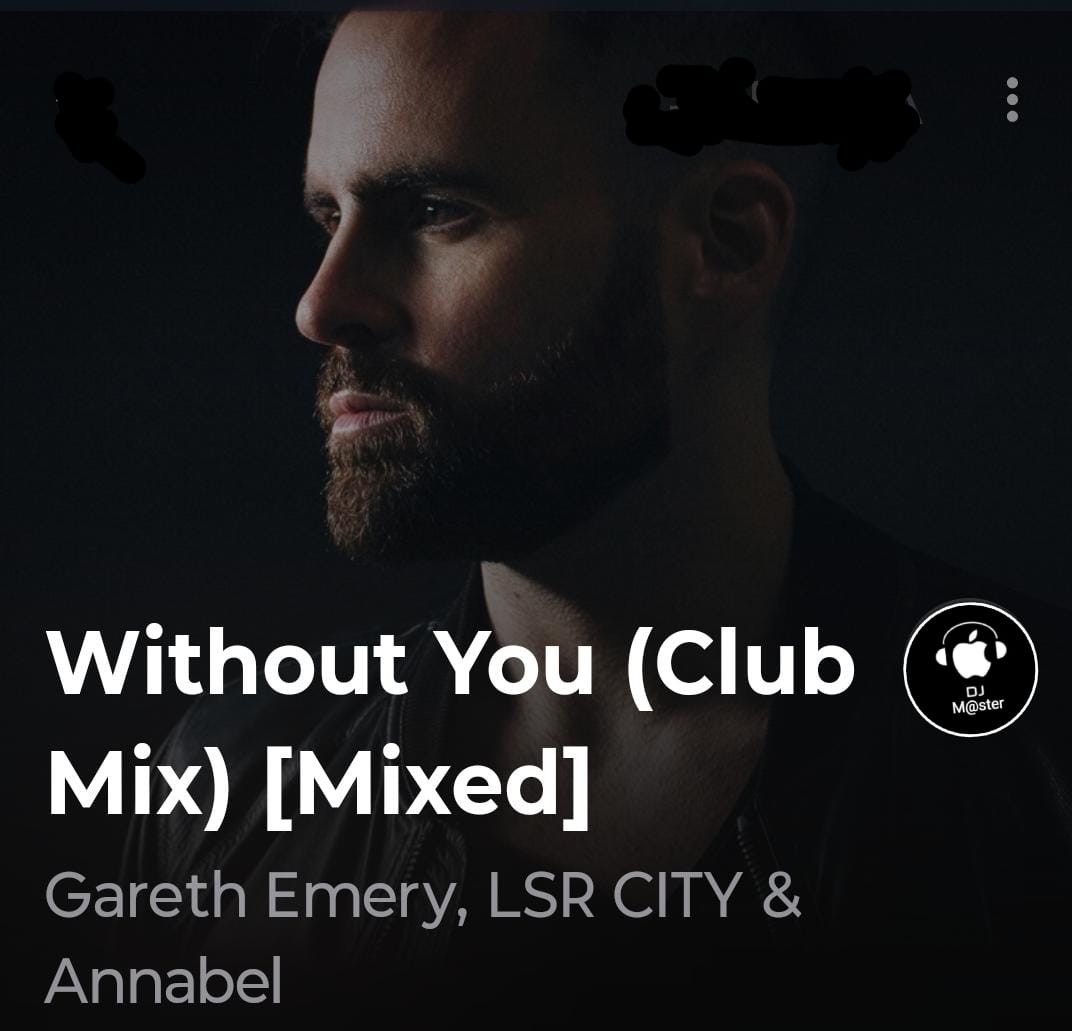 Without You (Club
Mix) [Mixed]
DJ
M@ster
Gareth Emery, LSR CITY &
Annabel